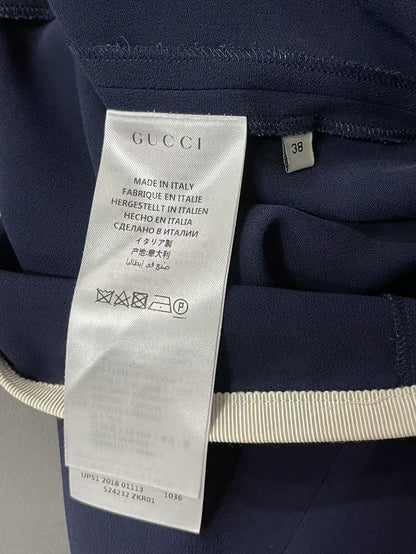 GUCCI
38
MADE IN ITALY
FABRIQUE EN ITALIE
HERGESTELLT IN ITALIEN
HECHO EN ITALIA
СДЕЛАНО В ИТАЛИИ
イタリア製
产地:意大利
صنع في إيطاليا
P
UP51 2018 01113 1036
524232 ZKR01